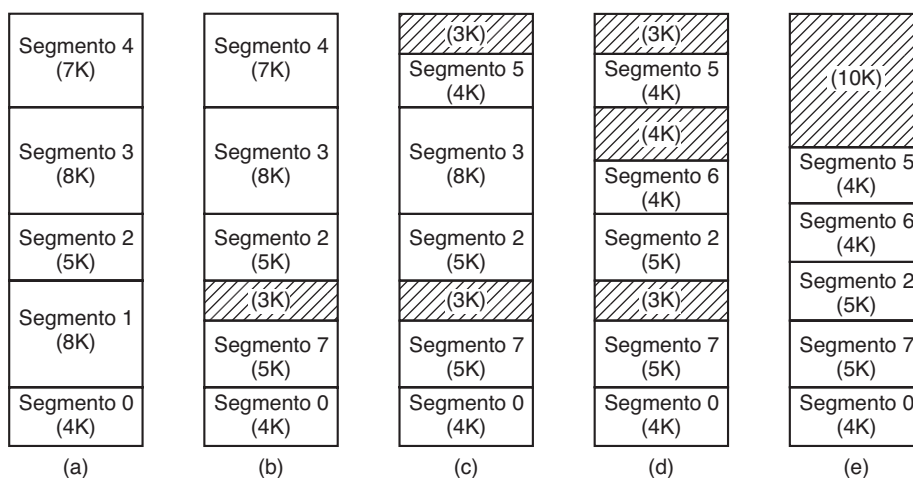 Segmento 4
(7K)
Segmento 3
(8K)
Segmento 2
(5K)
Segmento 1
(8K)
Segmento 0
(4K)
(a)
Segmento 4
(7K)
Segmento 3
(8K)
Segmento 2
(5K)
(3K)
Segmento 7
(5K)
Segmento 0
(4K)
(b)
(3K)
Segmento 5
(4K)
Segmento 3
(8K)
Segmento 2
(5K)
(3K)
Segmento 7
(5K)
Segmento 0
(4K)
(c)
(3K)
Segmento 5
(4K)
(4K)
Segmento 6
(4K)
Segmento 2
(5K)
(3K)
Segmento 7
(5K)
Segmento 0
(4K)
(d)
(10K)
Segmento 5
(4K)
Segmento 6
(4K)
Segmento 2
(5K)
Segmento 7
(5K)
Segmento 0
(4K)
(e)